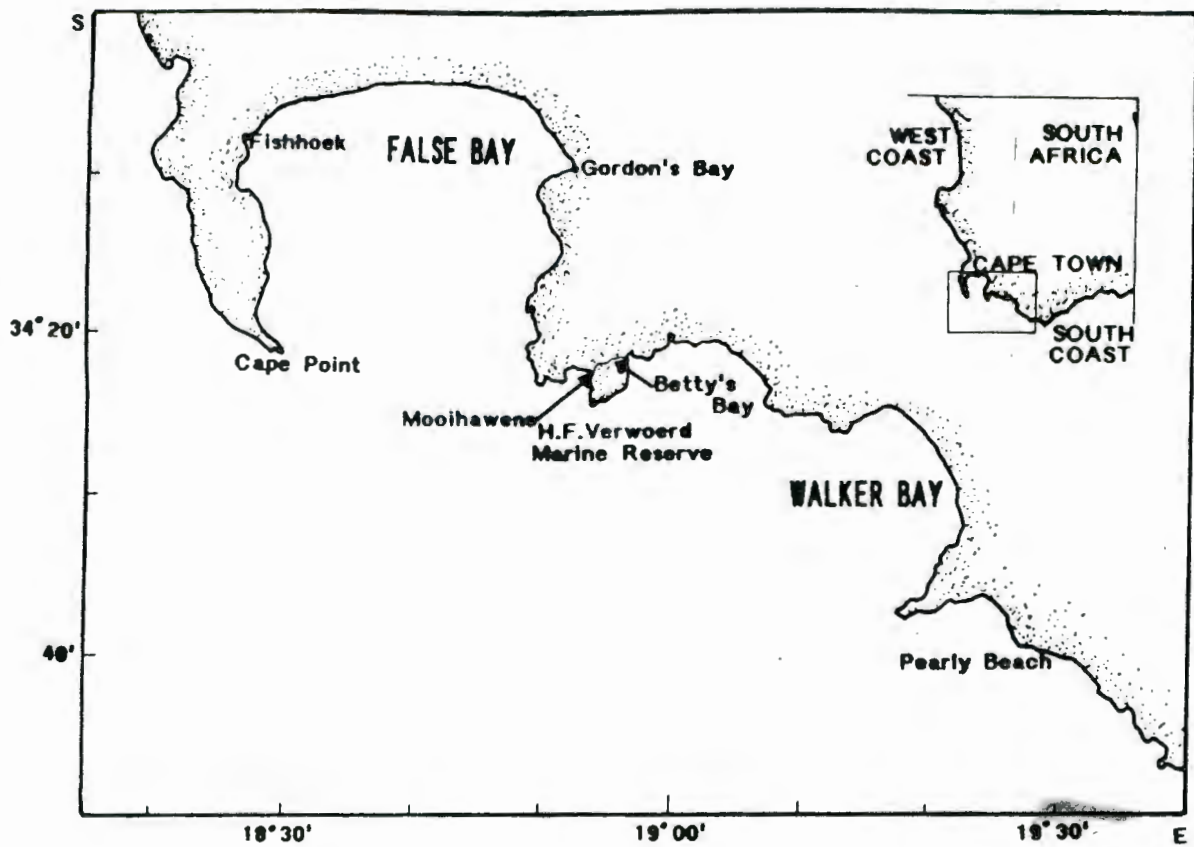 S
Fishhoek
FALSE BAY
Gordon's Bay
WEST
COAST
SOUTH
AFRICA
CAPE TOWN
SOUTH
COAST
34°20'
Cape Point
Betty's
Bay
Mooihawens
H.F.Verwoerd
Marine Reserve
WALKER BAY
40'
Pearly Beach
18°30'
19°00'
19°30'
E